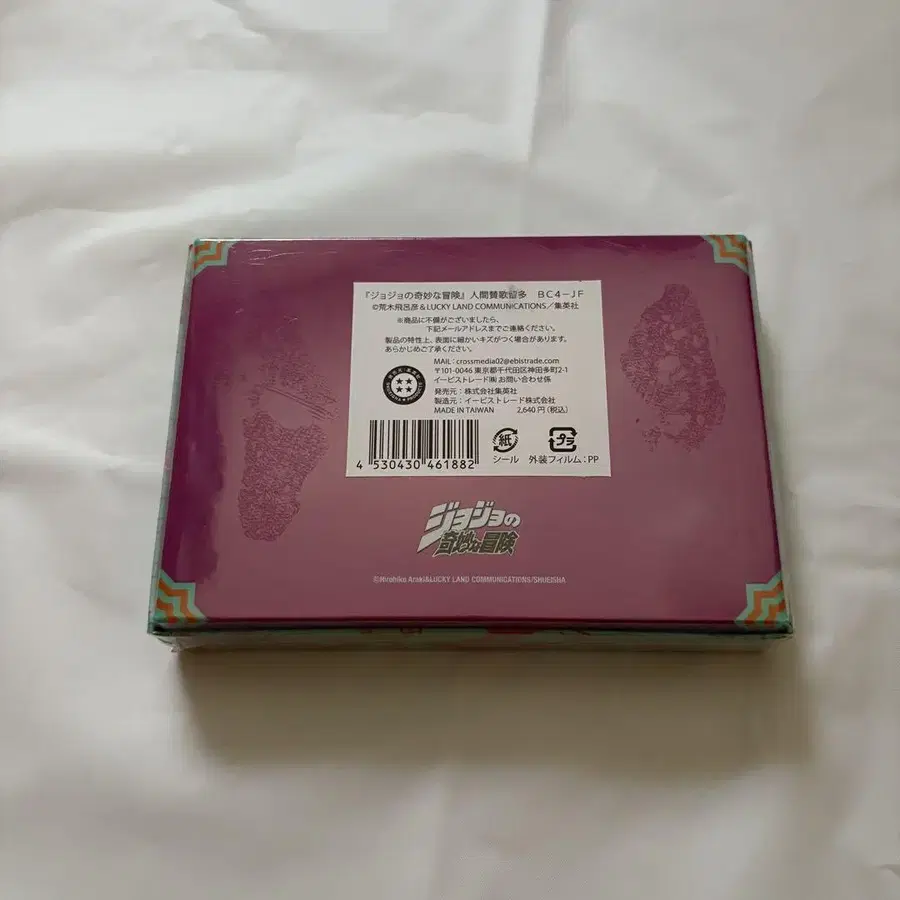 『ジョジョの奇妙な冒険』人間賛歌留多 BC4-JF
©荒木飛呂彦&LUCKY LAND COMMUNICATIONS/集英社
※商品に不備がございましたら、
下記メールアドレスまでご連絡ください。
製品の特性上、表面に細かいキズがつく場合があります。
あらかじめご了承ください。
MAIL:crossmedia02@ebistrade.com
〒101-0046 東京都千代田区神田多町2-1
イービストレード㈱ お問い合わせ係
発売元:株式会社集英社
製造元:イービストレード株式会社
MADE IN TAIWAN 2,640円(税込)
4 530430 461882
紙
シール
プラ
外装フィルム:PP
ジョジョの
奇妙な冒険
©Hirohiko Araki&LUCKY LAND COMMUNICATIONS/SHUEISHA